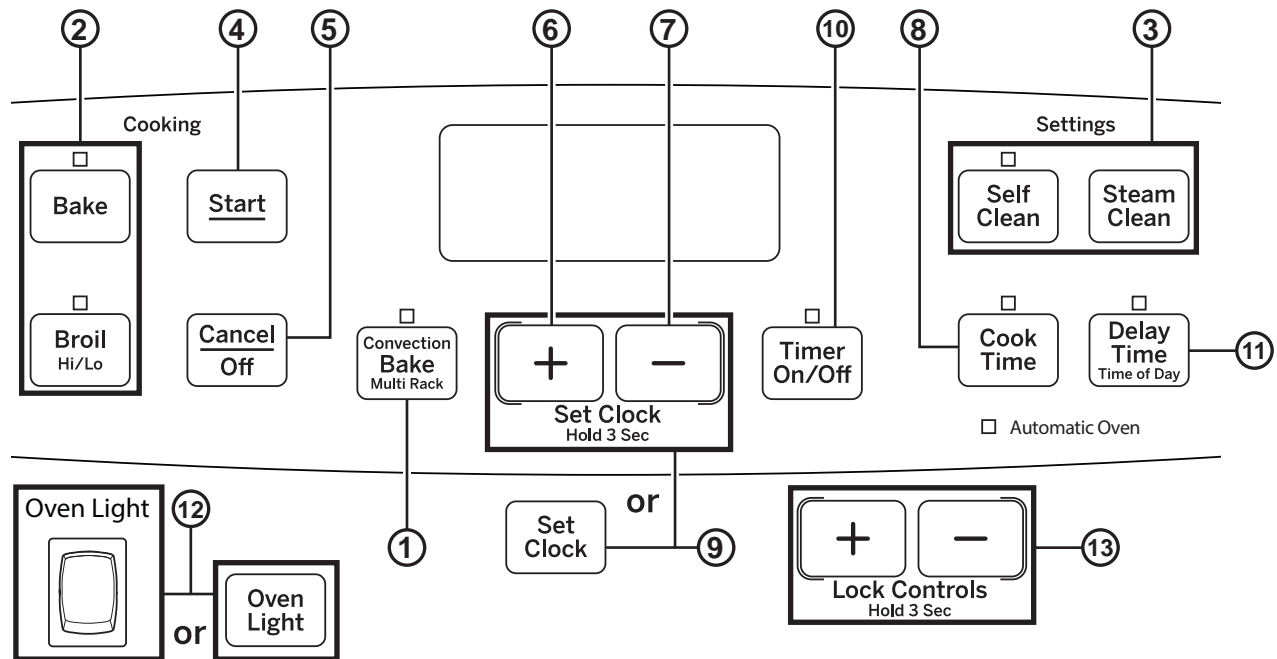 2
4
5
6
7
10
8
3
Cooking
Settings
Bake
Start
Self
Clean
Steam
Clean
Broil
Hi/Lo
Cancel
Off
Convection
Bake
Multi Rack
+
−
Set Clock
Hold 3 Sec
Timer
On/Off
Cook
Time
Delay
Time
Time of Day
11
Automatic Oven
Oven Light
12
or
Oven
Light
1
Set
Clock
or
9
+
−
Lock Controls
Hold 3 Sec
13